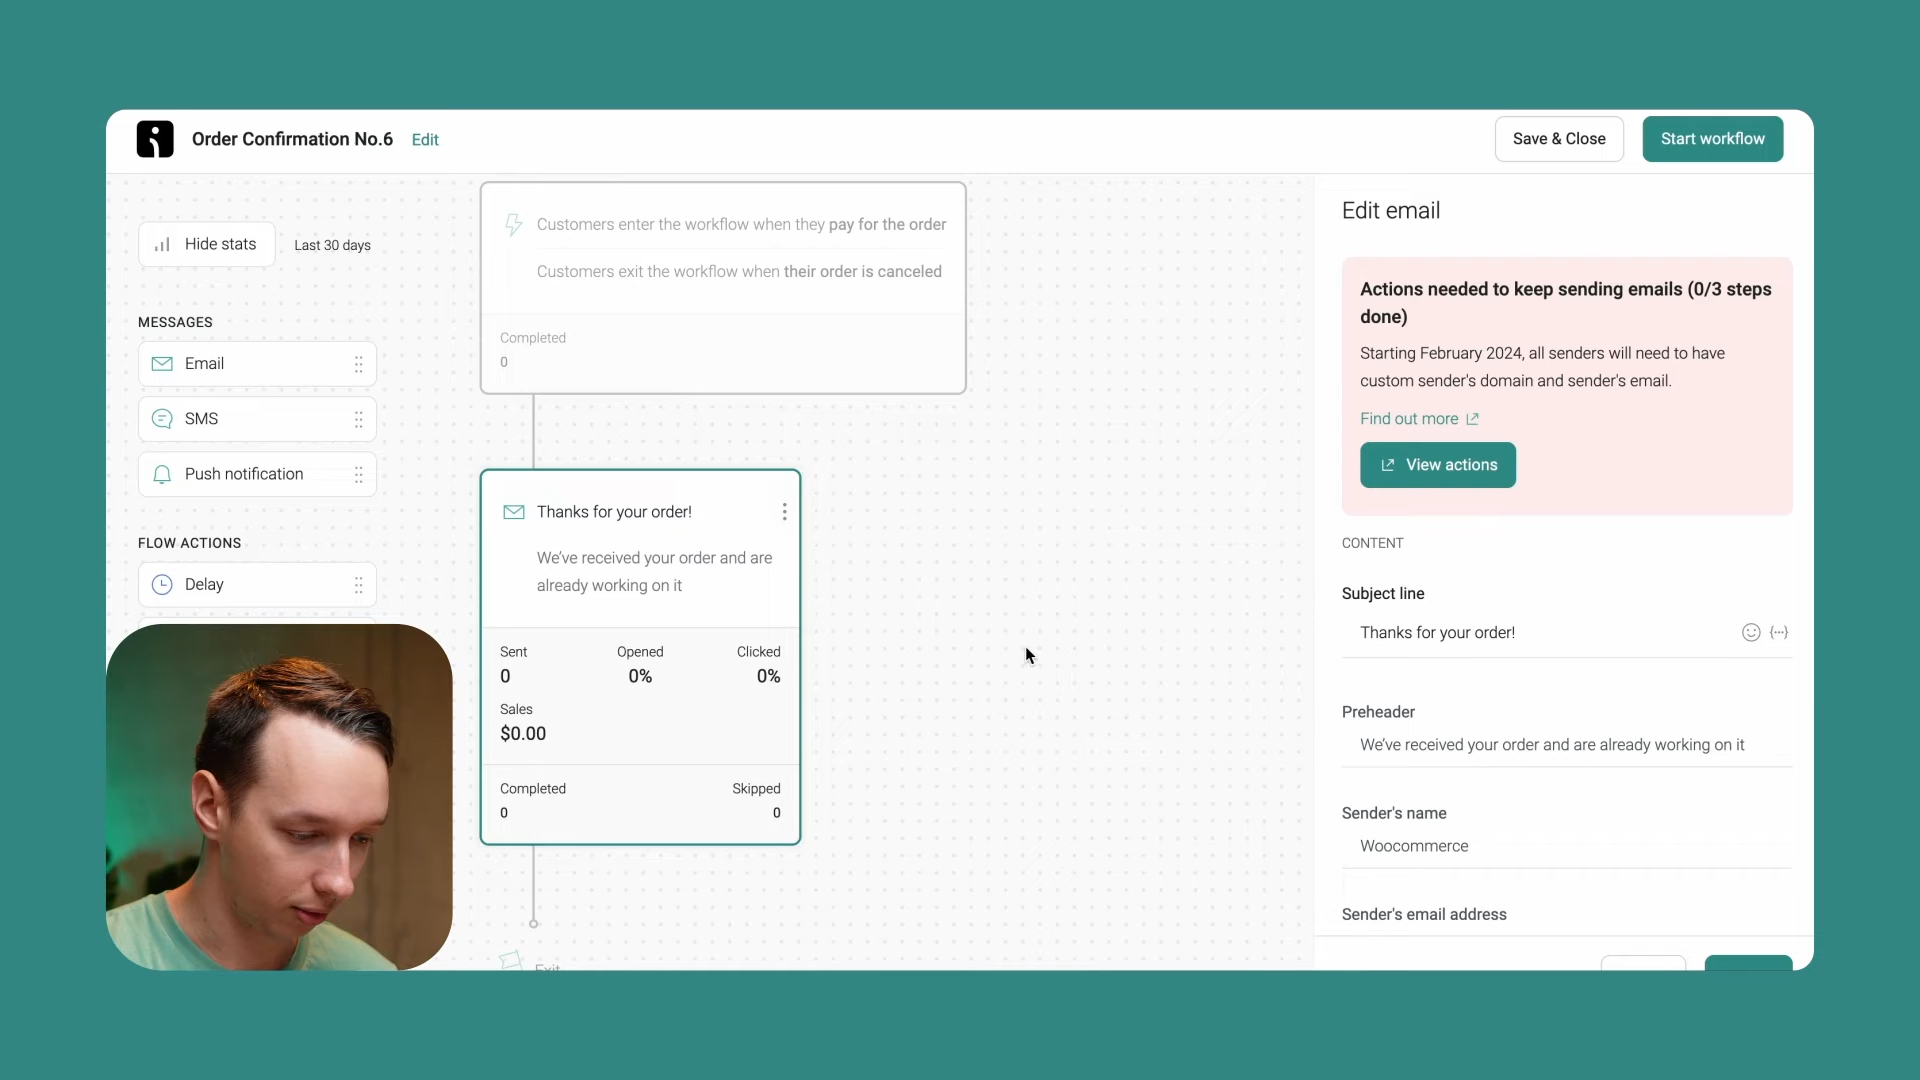 Order Confirmation No.6
Edit
Save & Close
Start workflow
Hide stats
Last 30 days
MESSAGES
Email
SMS
Push notification
FLOW ACTIONS
Delay
Customers enter the workflow when they pay for the order
Customers exit the workflow when their order is canceled
Completed
0
Thanks for your order!
We've received your order and are
already working on it
Sent
Opened
Clicked
0
0%
0%
Sales
$0.00
Completed
Skipped
0
0
Exit
Edit email
Actions needed to keep sending emails (0/3 steps
done)
Starting February 2024, all senders will need to have
custom sender's domain and sender's email.
Find out more
View actions
CONTENT
Subject line
Thanks for your order!
Preheader
We've received your order and are already working on it
Sender's name
Woocommerce
Sender's email address